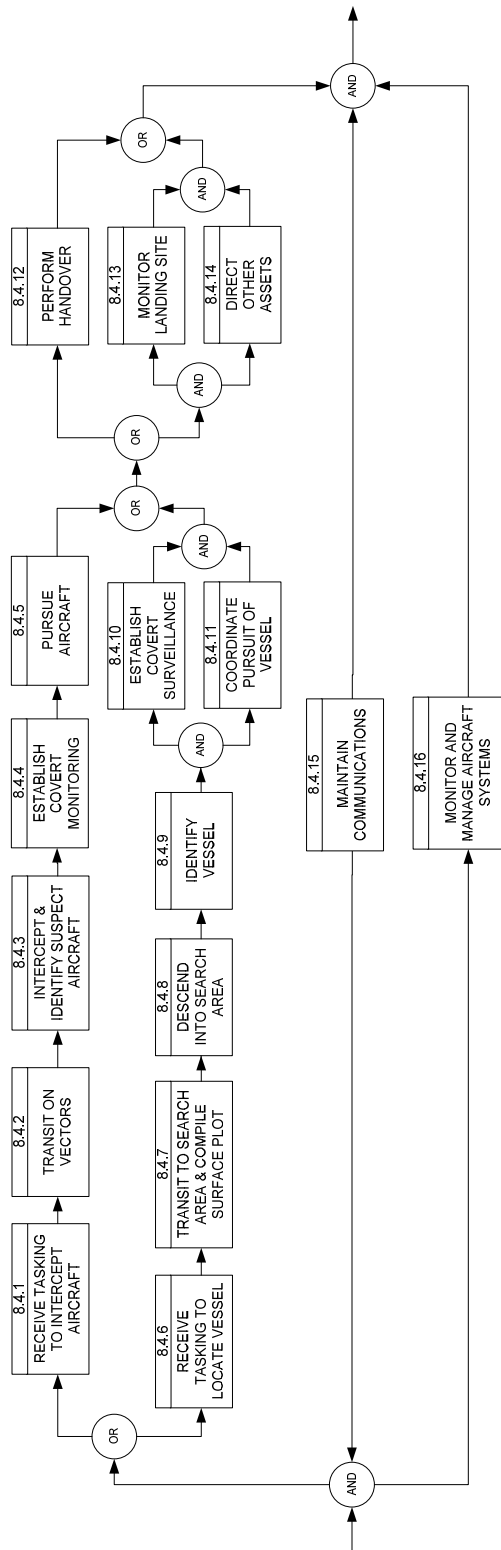 8.4.1
RECEIVE TASKING
TO INTERCEPT
AIRCRAFT
8.4.2
TRANSIT ON
VECTORS
8.4.3
INTERCEPT &
IDENTIFY SUSPECT
AIRCRAFT
8.4.4
ESTABLISH
COVERT
MONITORING
8.4.5
PURSUE
AIRCRAFT
OR
8.4.6
RECEIVE
TASKING TO
LOCATE VESSEL
8.4.7
TRANSIT TO SEARCH
AREA & COMPILE
SURFACE PLOT
8.4.8
DESCEND
INTO SEARCH
AREA
8.4.9
IDENTIFY
VESSEL
AND
8.4.10
ESTABLISH
COVERT
SURVEILLANCE
8.4.11
COORDINATE
PURSUIT OF
VESSEL
AND
OR
OR
8.4.12
PERFORM
HANDOVER
AND
8.4.13
MONITOR
LANDING SITE
8.4.14
DIRECT
OTHER
ASSETS
AND
OR
AND
8.4.15
MAINTAIN
COMMUNICATIONS
8.4.16
MONITOR AND
MANAGE AIRCRAFT
SYSTEMS
AND